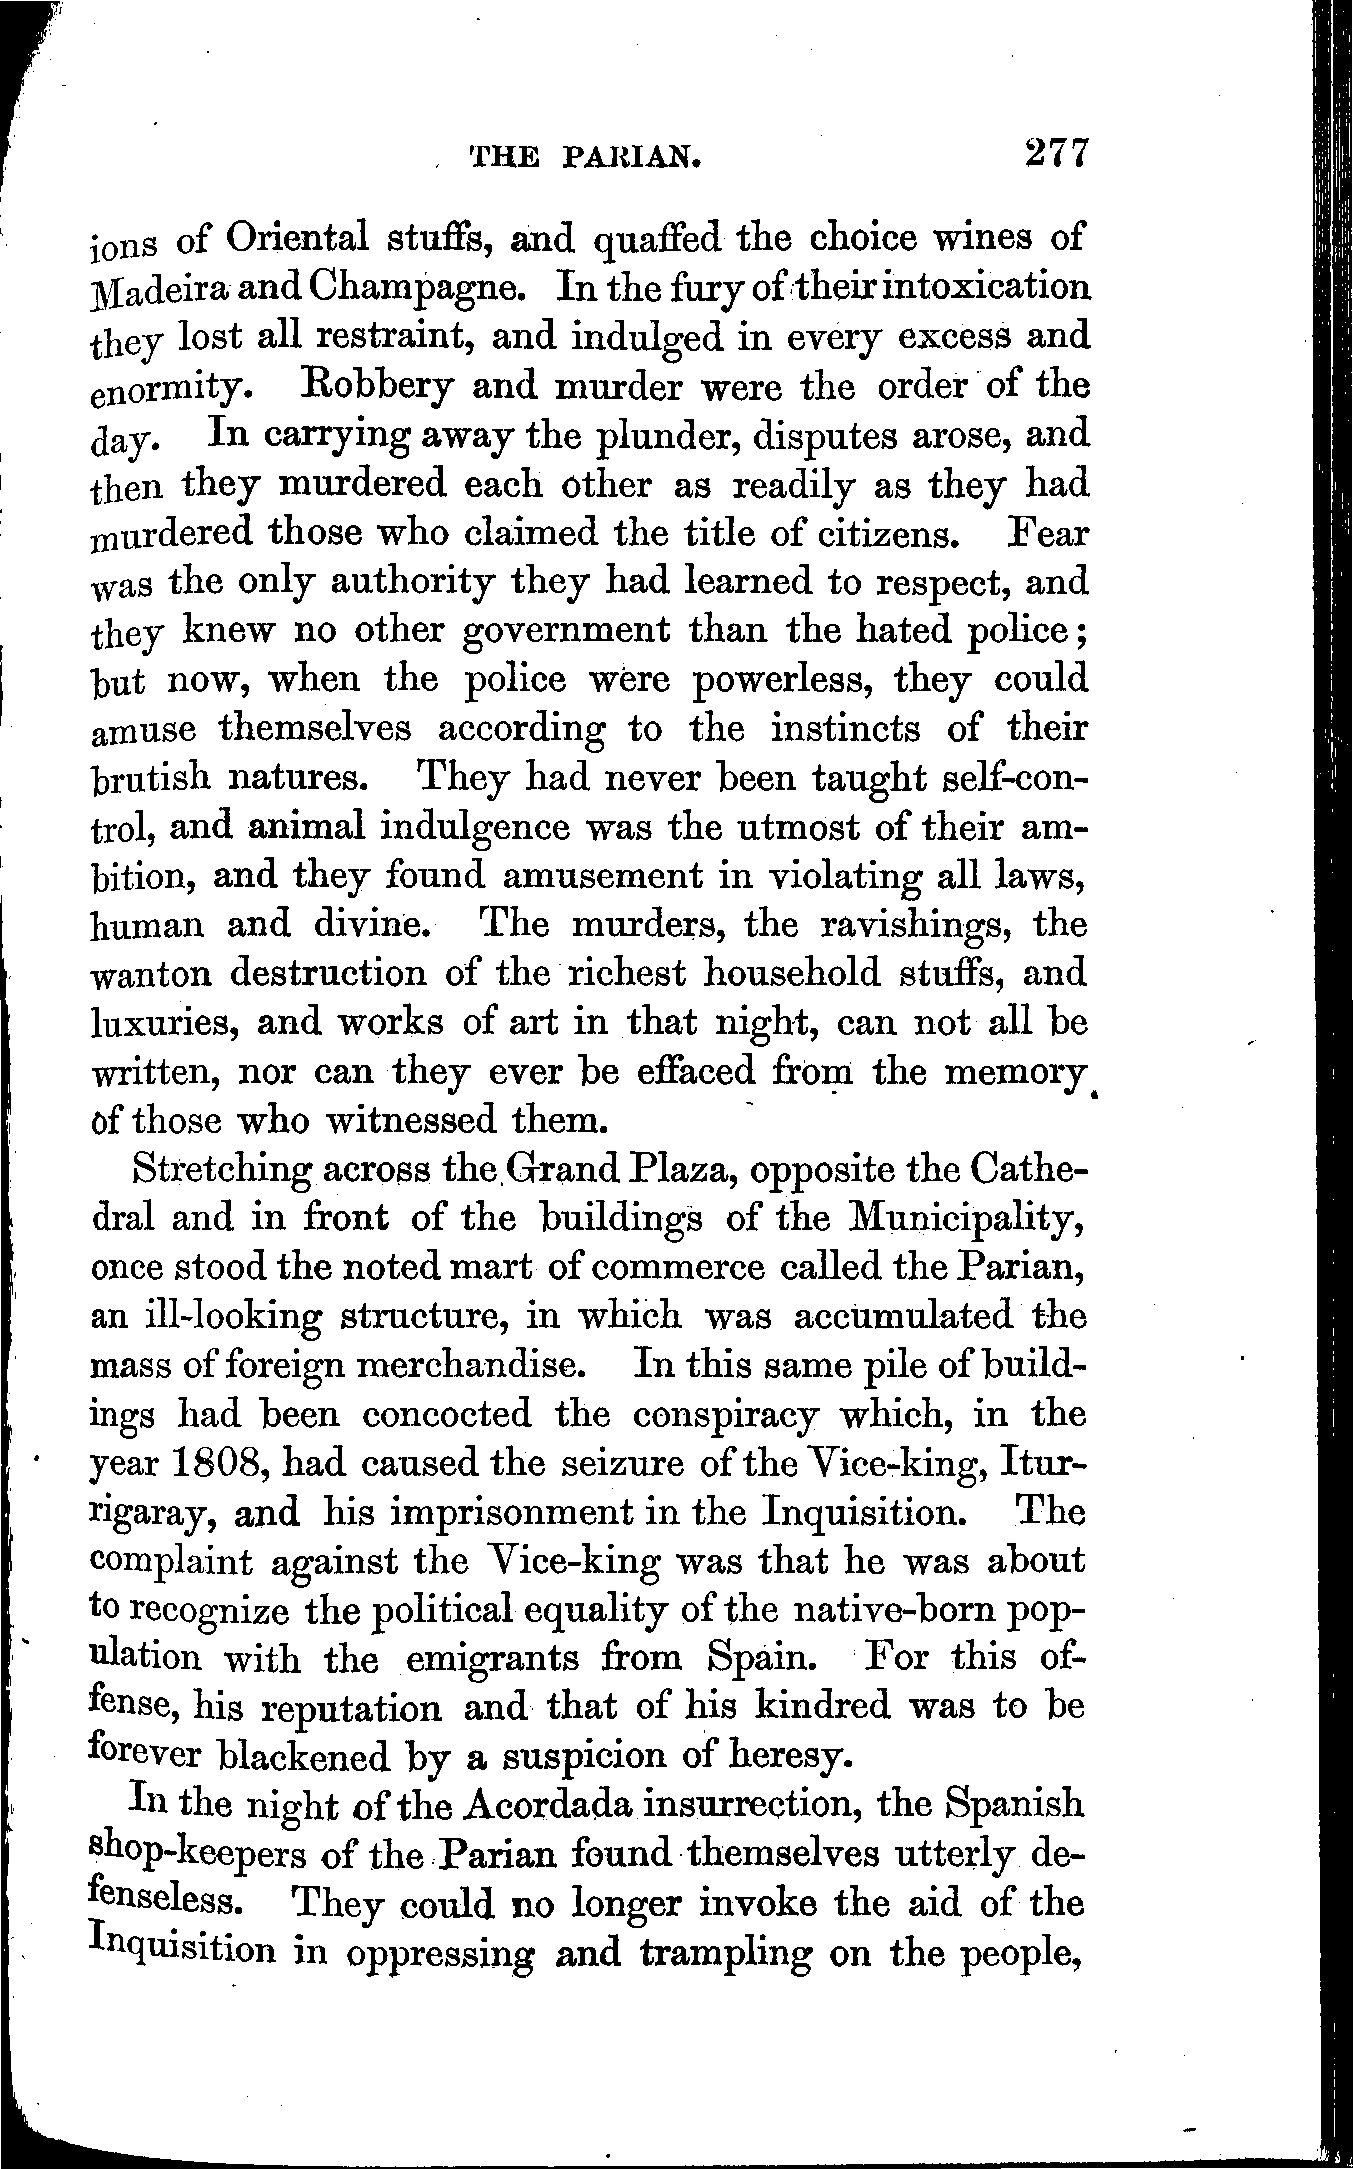 THE PARIAN. 277
ions of Oriental stuffs, and quaffed the choice wines of
Madeira and Champagne. In the fury of their intoxication
they lost all restraint, and indulged in every excess and
enormity. Robbery and murder were the order of the
day. In carrying away the plunder, disputes arose, and
then they murdered each other as readily as they had
murdered those who claimed the title of citizens. Fear
was the only authority they had learned to respect, and
they knew no other government than the hated police;
but now, when the police were powerless, they could
amuse themselves according to the instincts of their
brutish natures. They had never been taught self-con-
trol, and animal indulgence was the utmost of their am-
bition, and they found amusement in violating all laws,
human and divine. The murders, the ravishings, the
wanton destruction of the richest household stuffs, and
luxuries, and works of art in that night, can not all be
written, nor can they ever be effaced from the memory
of those who witnessed them.
Stretching across the Grand Plaza, opposite the Cathe-
dral and in front of the buildings of the Municipality,
once stood the noted mart of commerce called the Parian,
an ill-looking structure, in which was accumulated the
mass of foreign merchandise. In this same pile of build-
ings had been concocted the conspiracy which, in the
year 1808, had caused the seizure of the Vice-king, Itur-
rigaray, and his imprisonment in the Inquisition. The
complaint against the Vice-king was that he was about
to recognize the political equality of the native-born pop-
ulation with the emigrants from Spain. For this of-
fense, his reputation and that of his kindred was to be
forever blackened by a suspicion of heresy.
In the night of the Acordada insurrection, the Spanish
shop-keepers of the Parian found themselves utterly de-
fenseless. They could no longer invoke the aid of the
Inquisition in oppressing and trampling on the people,